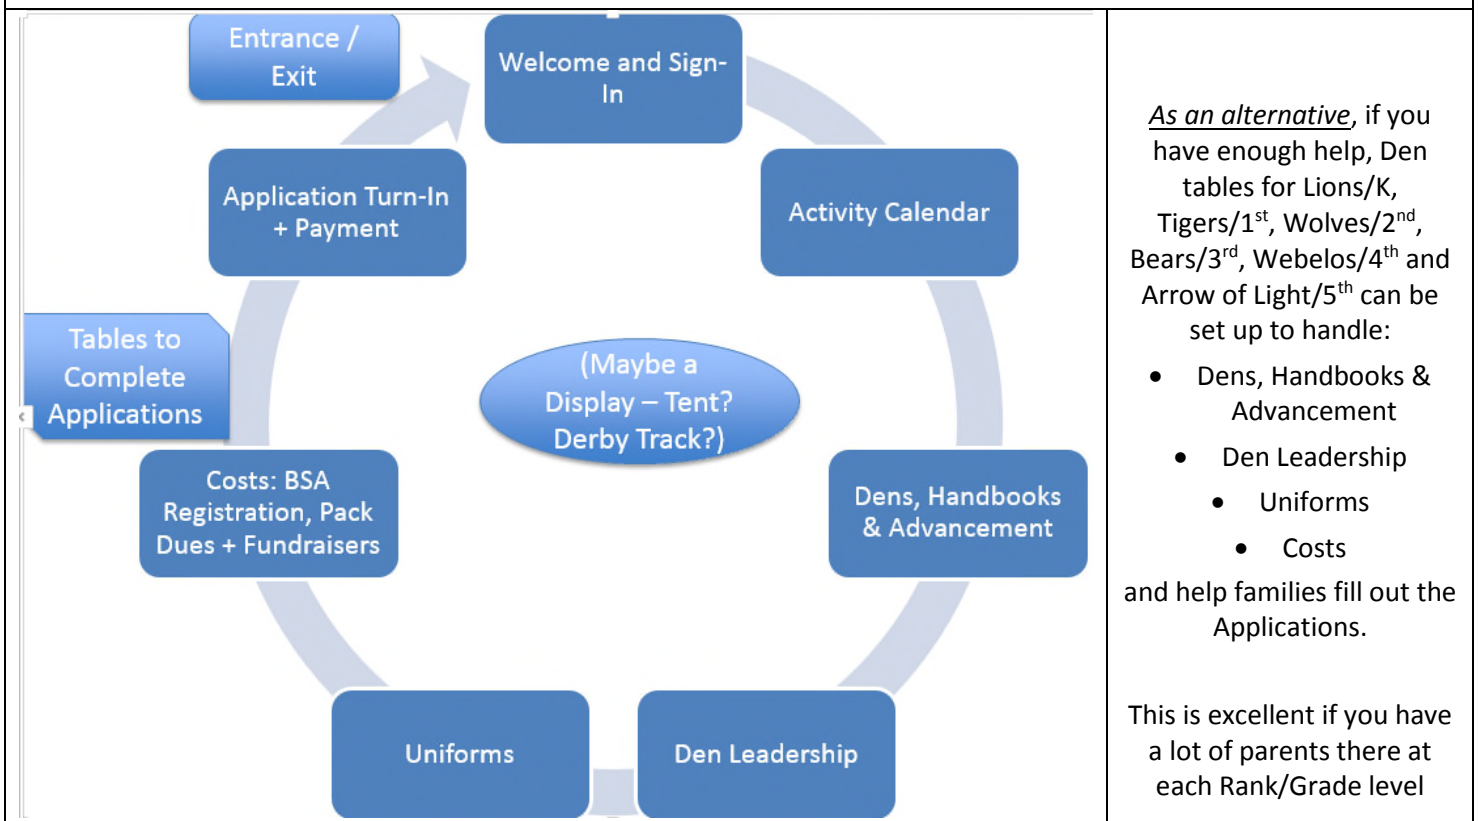 Entrance /
Exit
Welcome and Sign-
In
Activity Calendar
Dens, Handbooks
& Advancement
Den Leadership
Uniforms
Costs: BSA
Registration, Pack
Dues + Fundraisers
Tables to
Complete
Applications
Application Turn-In
+ Payment
(Maybe a
Display – Tent?
Derby Track?)
As an alternative, if you
have enough help, Den
tables for Lions/K,
Tigers/1st, Wolves/2nd,
Bears/3rd, Webelos/4th and
Arrow of Light/5th can be
set up to handle:
• Dens, Handbooks &
Advancement
• Den Leadership
• Uniforms
• Costs
and help families fill out the
Applications.
This is excellent if you have
a lot of parents there at
each Rank/Grade level